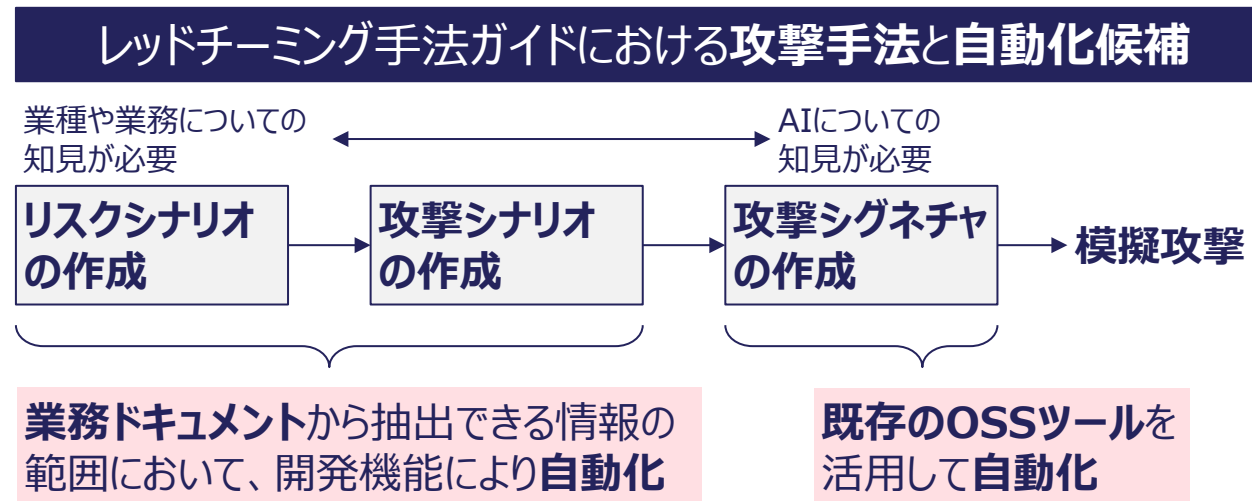 レッドチーミング手法ガイドにおける攻撃手法と自動化候補
業種や業務についての
知見が必要
AIについての
知見が必要
リスクシナリオ
の作成
攻撃シナリオ
の作成
攻撃シグネチャ
の作成
模擬攻撃
業務ドキュメントから抽出できる情報の
範囲において、開発機能により自動化
既存のOSSツールを
活用して自動化